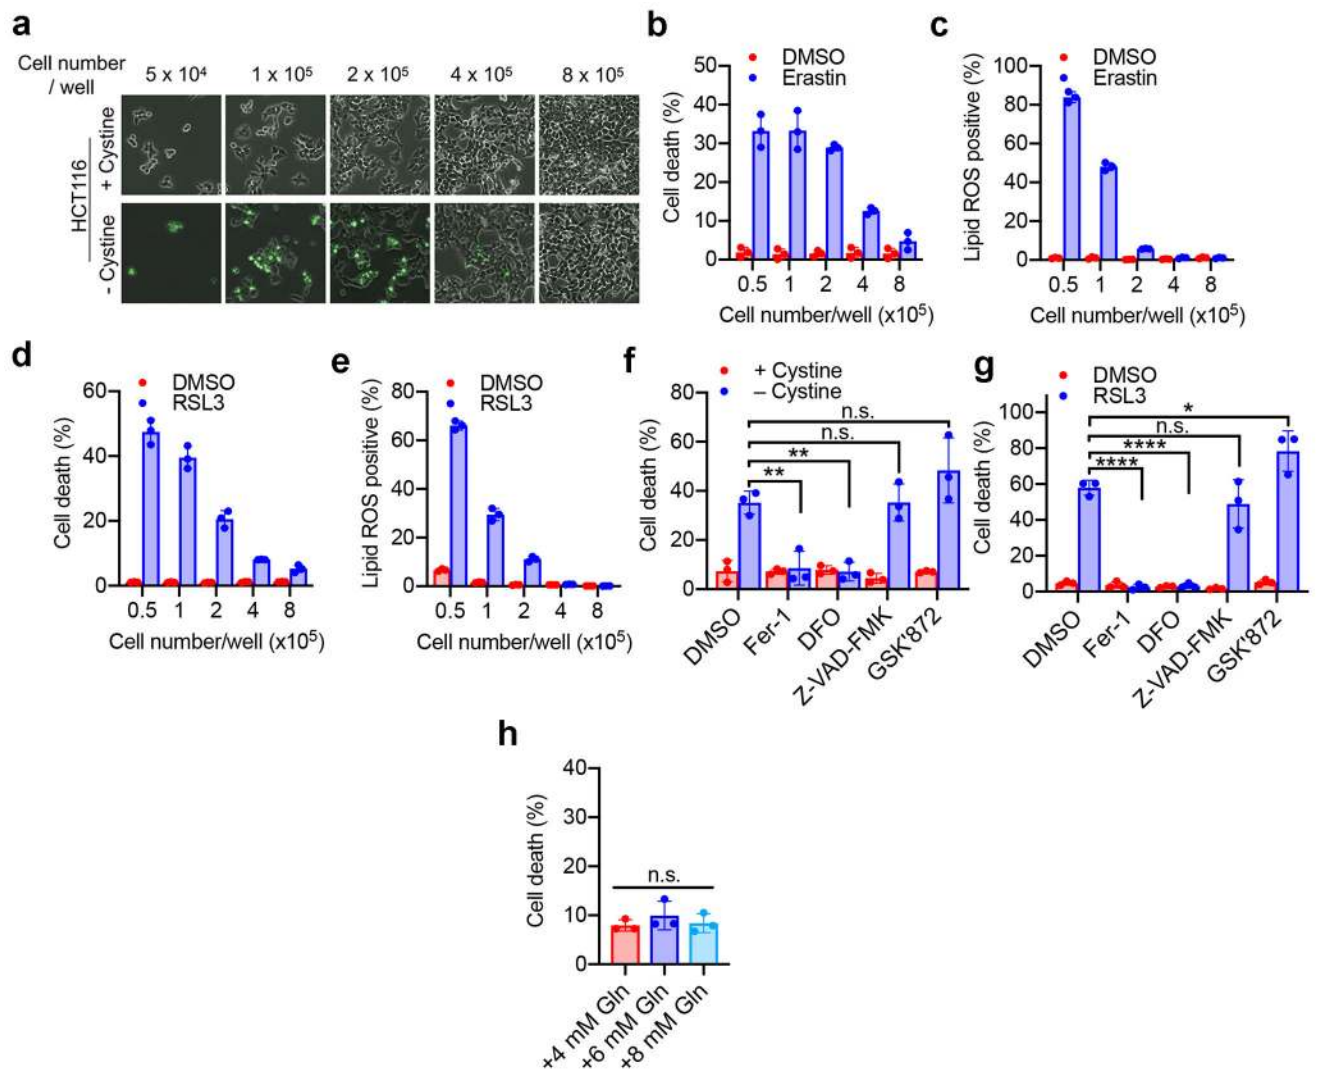 a
Cell number / well
5 x 10⁴
1 x 10⁵
2 x 10⁵
4 x 10⁵
8 x 10⁵
HCT116
+ Cystine
- Cystine
b
DMSO
Erastin
Cell death (%)
50
40
30
20
10
0
0.5 1 2 4 8
Cell number/well (x10⁵)
c
DMSO
Erastin
Lipid ROS positive (%)
100
80
60
40
20
0
0.5 1 2 4 8
Cell number/well (x10⁵)
d
DMSO
RSL3
Cell death (%)
60
40
20
0
0.5 1 2 4 8
Cell number/well (x10⁵)
e
DMSO
RSL3
Lipid ROS positive (%)
80
60
40
20
0
0.5 1 2 4 8
Cell number/well (x10⁵)
f
+ Cystine
– Cystine
Cell death (%)
80
60
40
20
0
n.s.
n.s.
**
**
DMSO
Fer-1
DFO
Z-VAD-FMK
GSK'872
g
DMSO
RSL3
Cell death (%)
100
80
60
40
20
0
*
n.s.
****
****
DMSO
Fer-1
DFO
Z-VAD-FMK
GSK'872
h
Cell death (%)
40
30
20
10
0
n.s.
+4 mM Gln
+6 mM Gln
+8 mM Gln